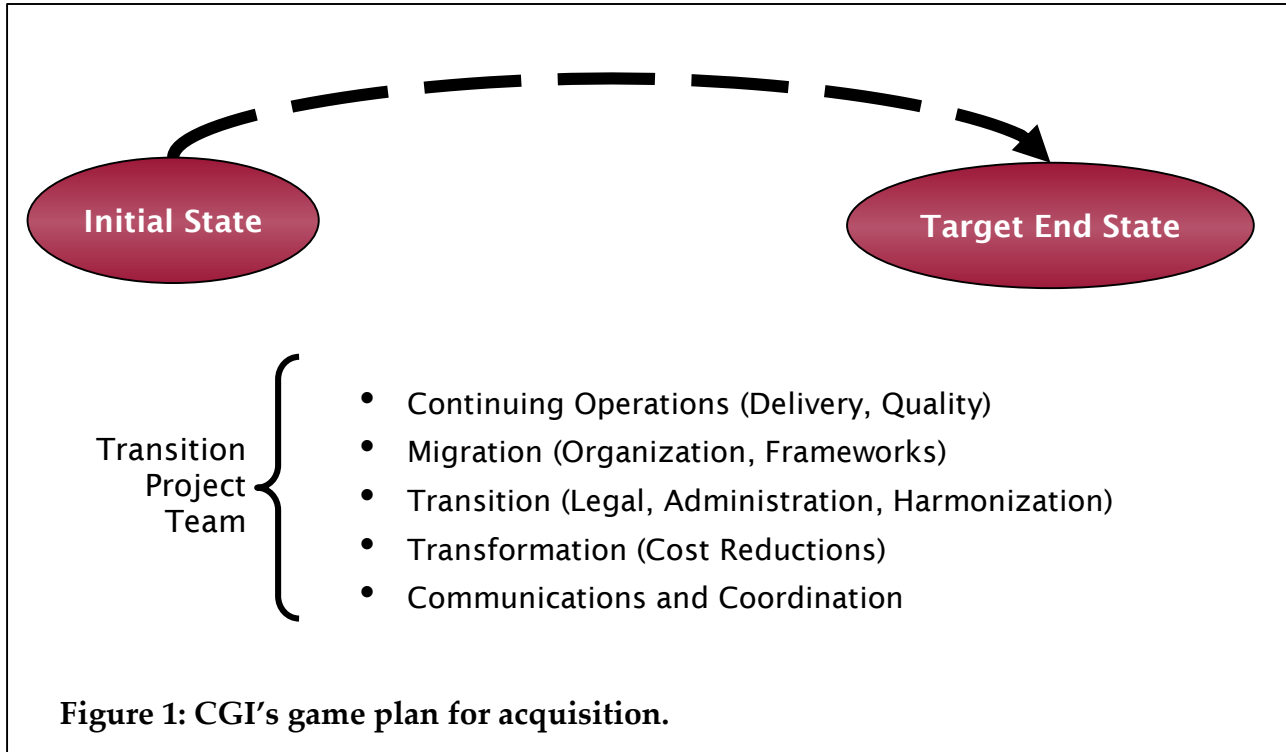 Initial State
Target End State
Transition
Project
Team
• Continuing Operations (Delivery, Quality)
• Migration (Organization, Frameworks)
• Transition (Legal, Administration, Harmonization)
• Transformation (Cost Reductions)
• Communications and Coordination
Figure 1: CGI’s game plan for acquisition.